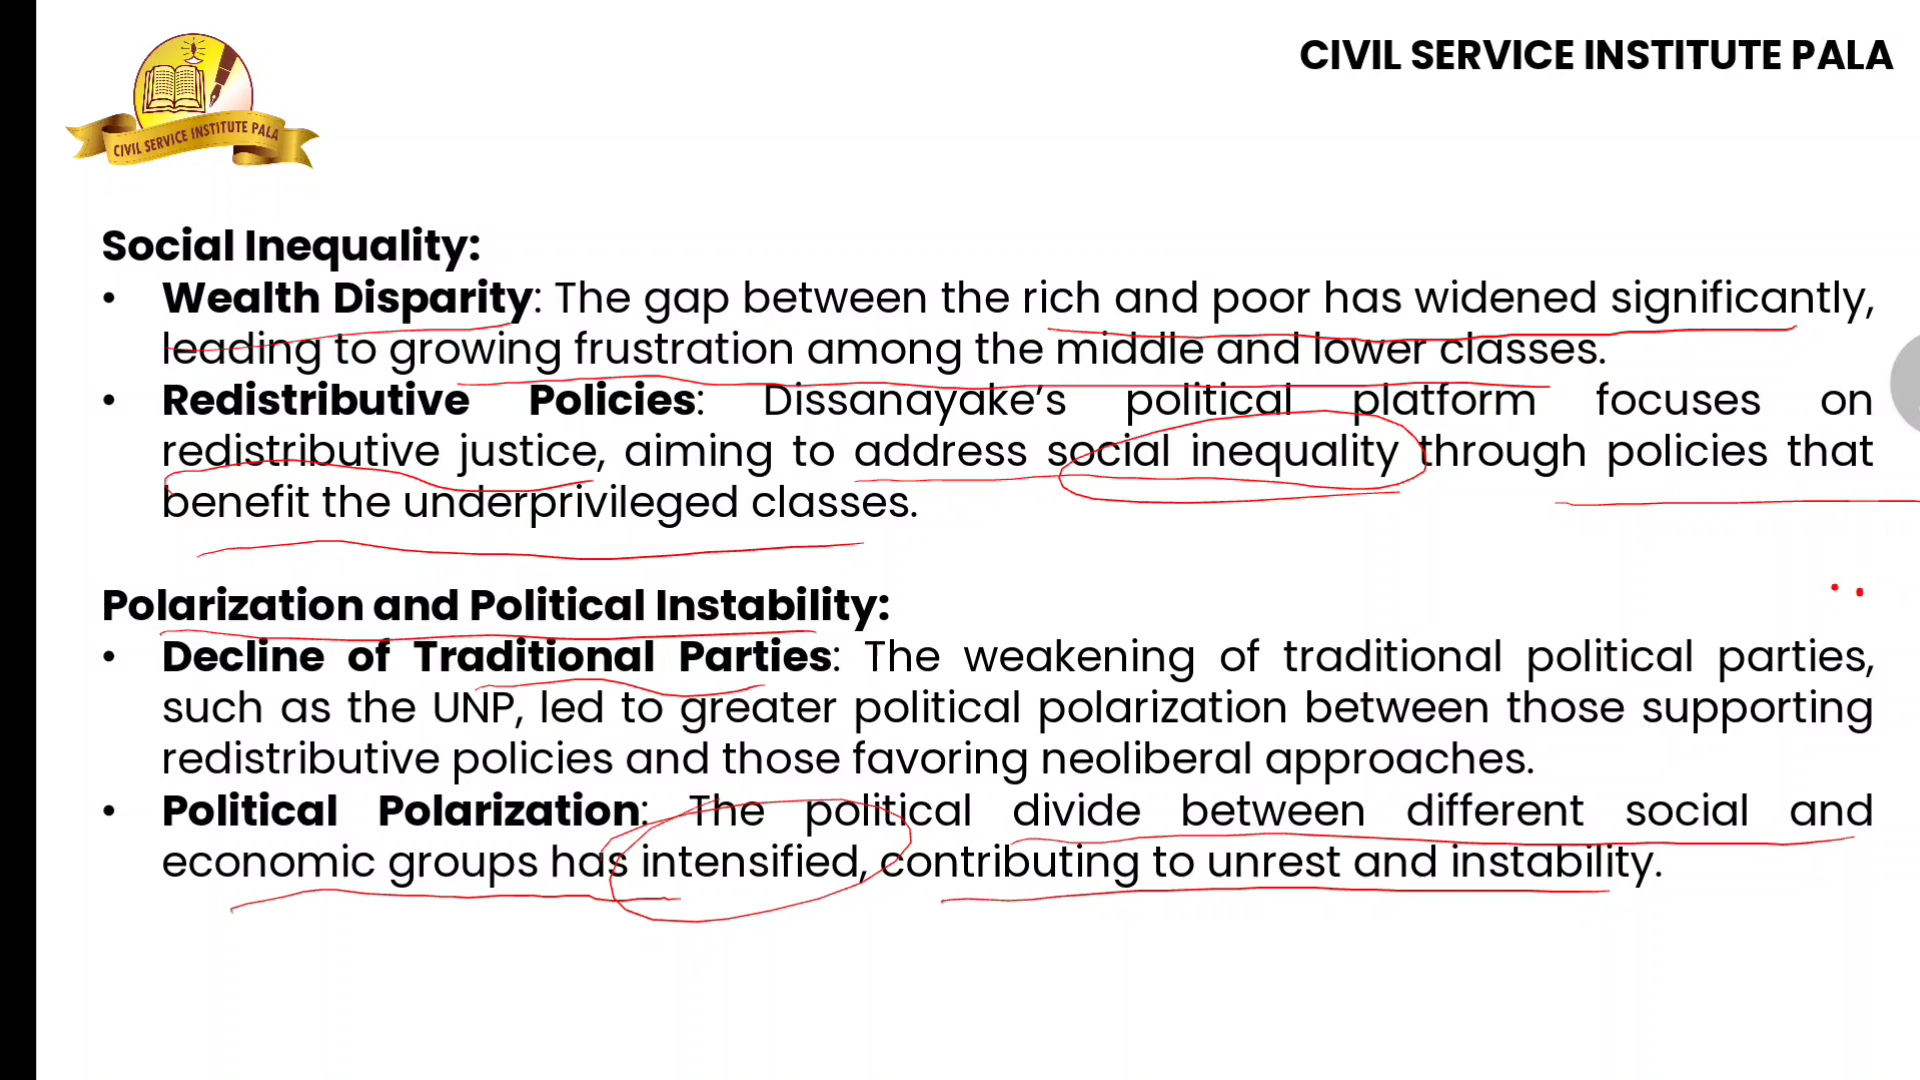 CIVIL SERVICE INSTITUTE PALA
CIVIL SERVICE INSTITUTE PALA
Social Inequality:
• Wealth Disparity: The gap between the rich and poor has widened significantly,
leading to growing frustration among the middle and lower classes.
• Redistributive Policies: Dissanayake’s political platform focuses on
redistributive justice, aiming to address social inequality through policies that
benefit the underprivileged classes.
Polarization and Political Instability:
• Decline of Traditional Parties: The weakening of traditional political parties,
such as the UNP, led to greater political polarization between those supporting
redistributive policies and those favoring neoliberal approaches.
• Political Polarization: The political divide between different social and
economic groups has intensified, contributing to unrest and instability.